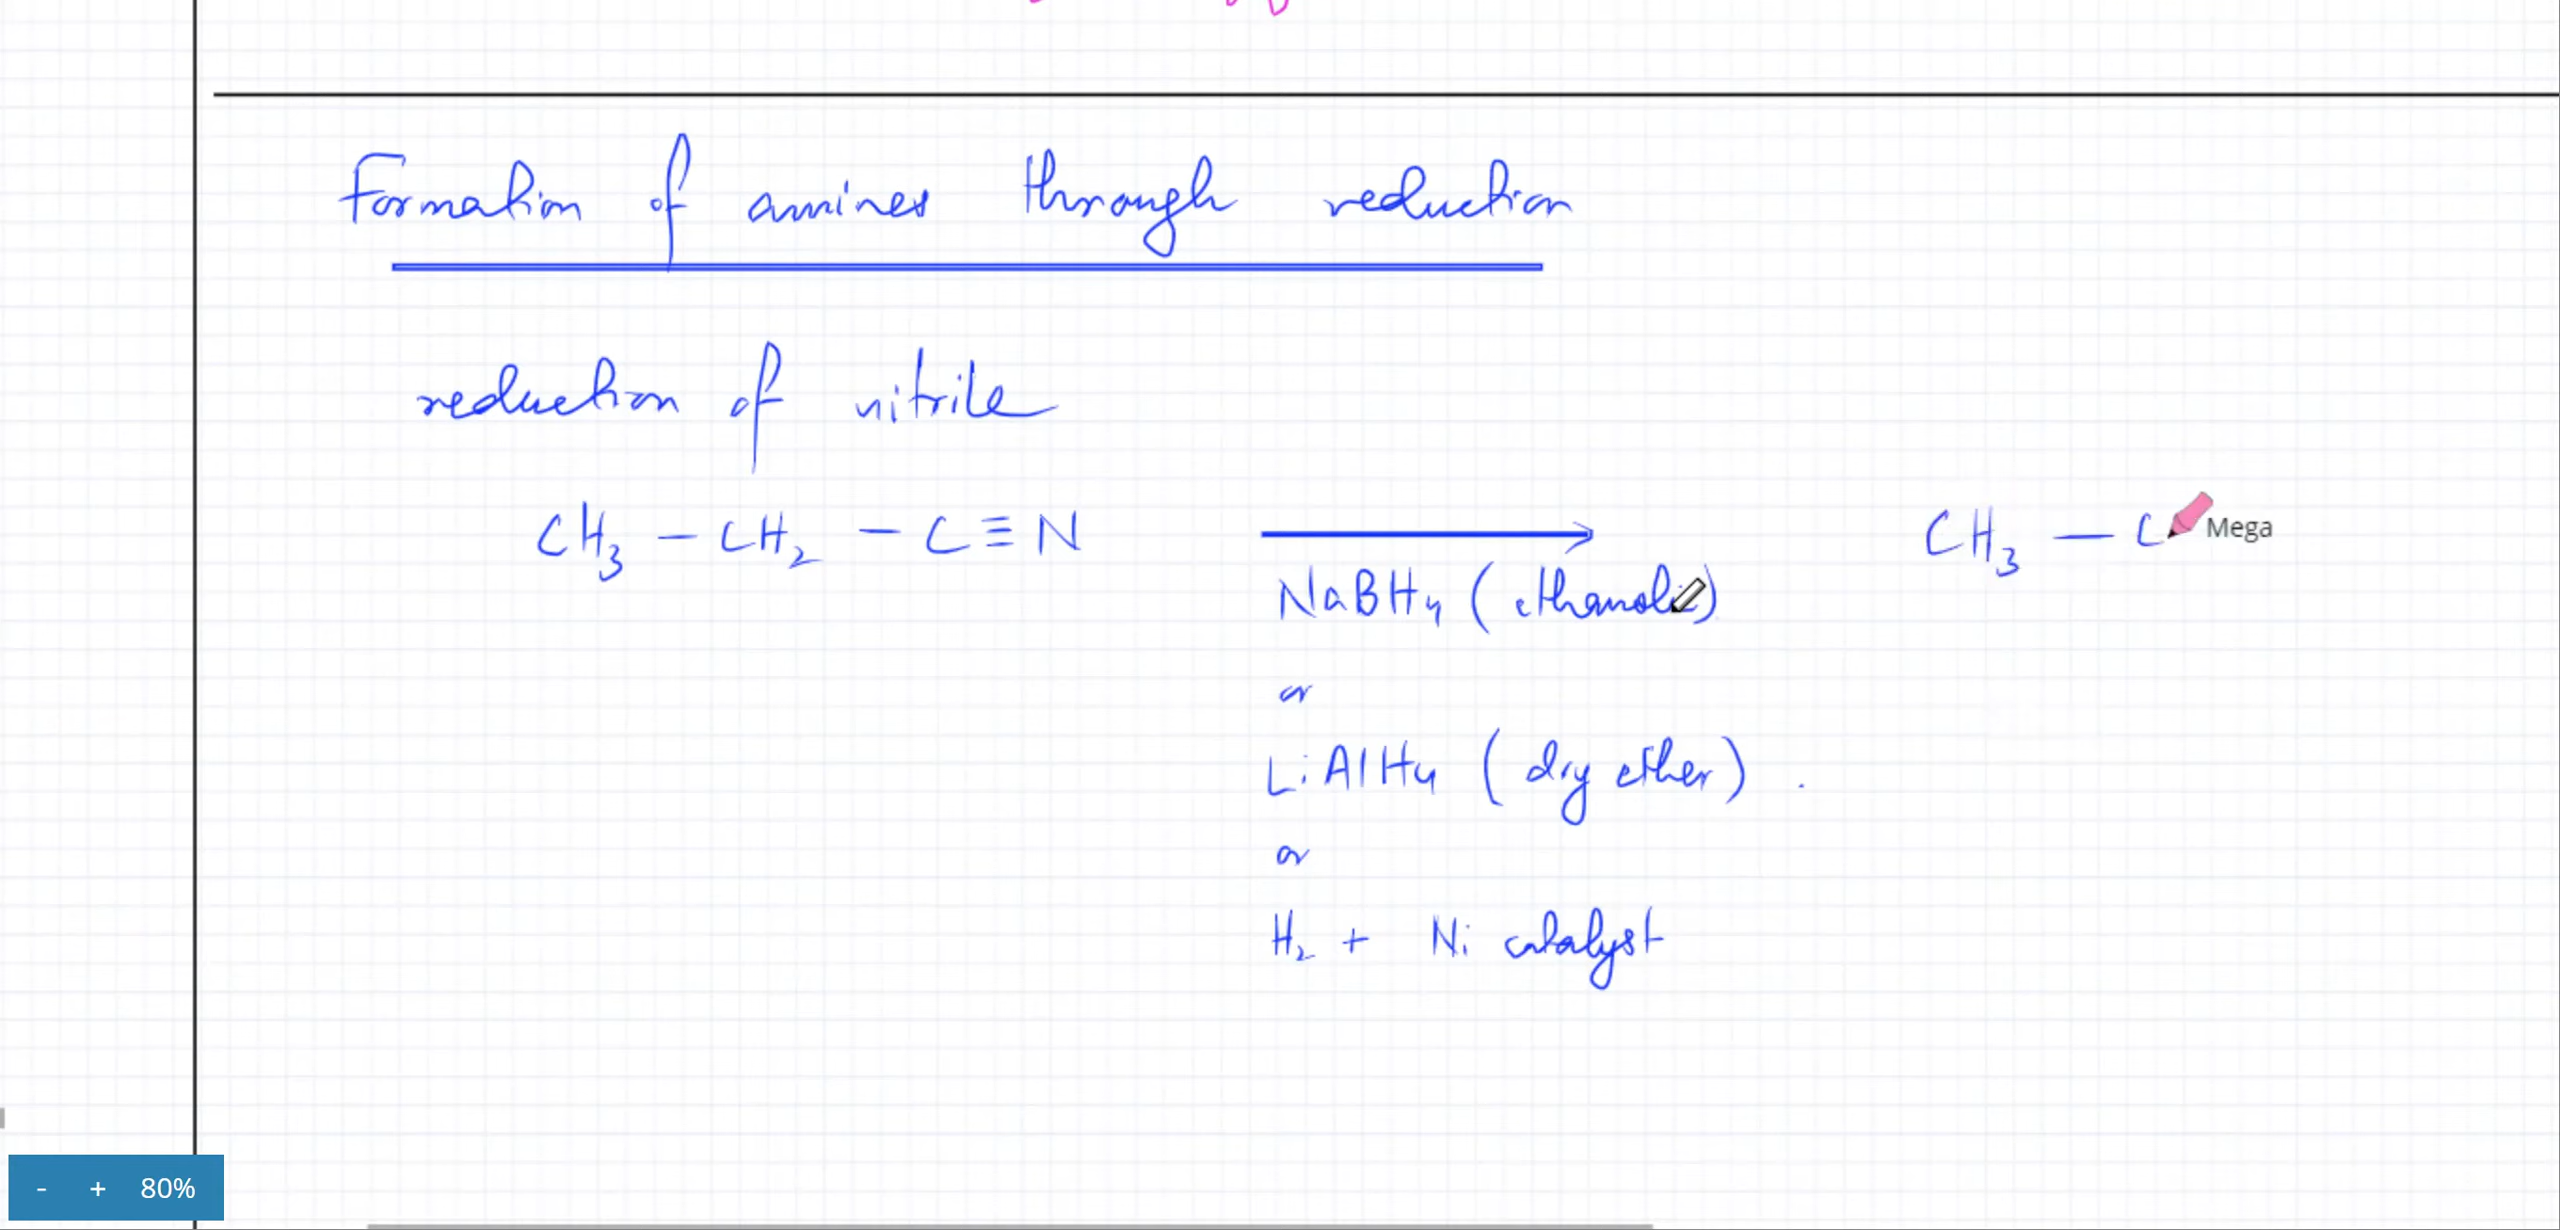 Formation of amines through reduction
reduction of nitrile
CH₃ – CH₂ – C≡N
CH₃ – C
Mega
NaBH₄ (ethanolic)
or
LiAlH₄ (dry ether) .
or
H₂ + Ni catalyst
- + 80%